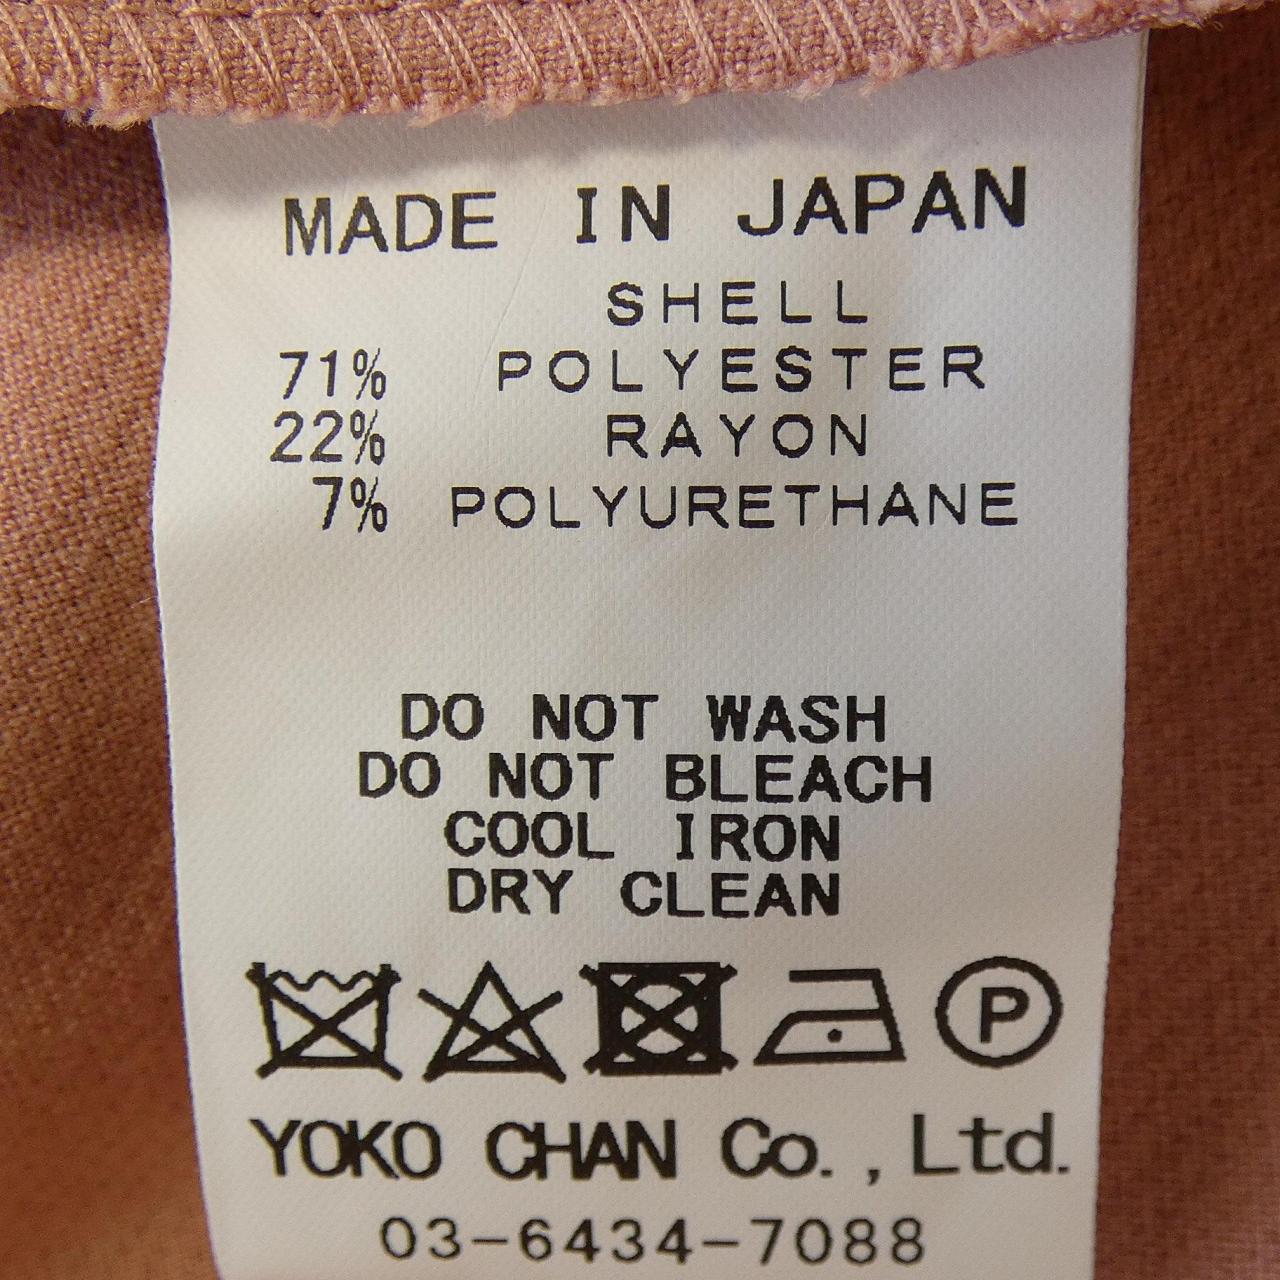 MADE IN JAPAN
SHELL
71% POLYESTER
22% RAYON
7% POLYURETHANE
DO NOT WASH
DO NOT BLEACH
COOL IRON
DRY CLEAN
P
YOKO CHAN Co., Ltd.
03-6434-7088